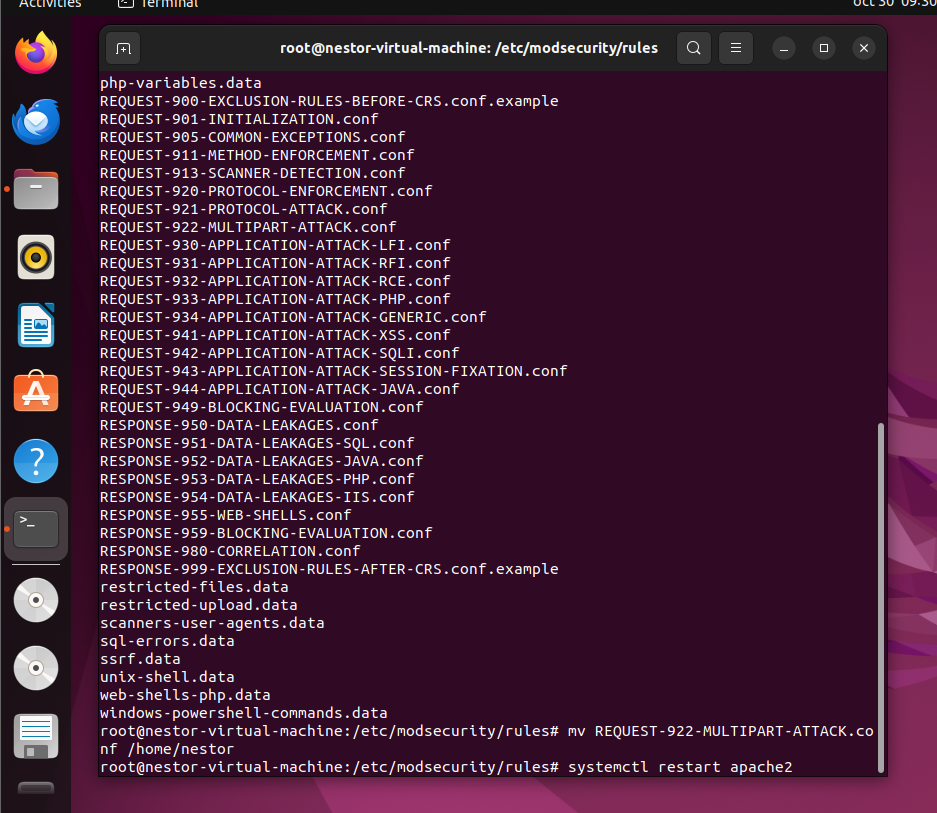 Activities Terminal oct 30 09:30
root@nestor-virtual-machine: /etc/modsecurity/rules
php-variables.data
REQUEST-900-EXCLUSION-RULES-BEFORE-CRS.conf.example
REQUEST-901-INITIALIZATION.conf
REQUEST-905-COMMON-EXCEPTIONS.conf
REQUEST-911-METHOD-ENFORCEMENT.conf
REQUEST-913-SCANNER-DETECTION.conf
REQUEST-920-PROTOCOL-ENFORCEMENT.conf
REQUEST-921-PROTOCOL-ATTACK.conf
REQUEST-922-MULTIPART-ATTACK.conf
REQUEST-930-APPLICATION-ATTACK-LFI.conf
REQUEST-931-APPLICATION-ATTACK-RFI.conf
REQUEST-932-APPLICATION-ATTACK-RCE.conf
REQUEST-933-APPLICATION-ATTACK-PHP.conf
REQUEST-934-APPLICATION-ATTACK-GENERIC.conf
REQUEST-941-APPLICATION-ATTACK-XSS.conf
REQUEST-942-APPLICATION-ATTACK-SQLI.conf
REQUEST-943-APPLICATION-ATTACK-SESSION-FIXATION.conf
REQUEST-944-APPLICATION-ATTACK-JAVA.conf
REQUEST-949-BLOCKING-EVALUATION.conf
RESPONSE-950-DATA-LEAKAGES.conf
RESPONSE-951-DATA-LEAKAGES-SQL.conf
RESPONSE-952-DATA-LEAKAGES-JAVA.conf
RESPONSE-953-DATA-LEAKAGES-PHP.conf
RESPONSE-954-DATA-LEAKAGES-IIS.conf
RESPONSE-955-WEB-SHELLS.conf
RESPONSE-959-BLOCKING-EVALUATION.conf
RESPONSE-980-CORRELATION.conf
RESPONSE-999-EXCLUSION-RULES-AFTER-CRS.conf.example
restricted-files.data
restricted-upload.data
scanners-user-agents.data
sql-errors.data
ssrf.data
unix-shell.data
web-shells-php.data
windows-powershell-commands.data
root@nestor-virtual-machine:/etc/modsecurity/rules# mv REQUEST-922-MULTIPART-ATTACK.co
nf /home/nestor
root@nestor-virtual-machine:/etc/modsecurity/rules# systemctl restart apache2